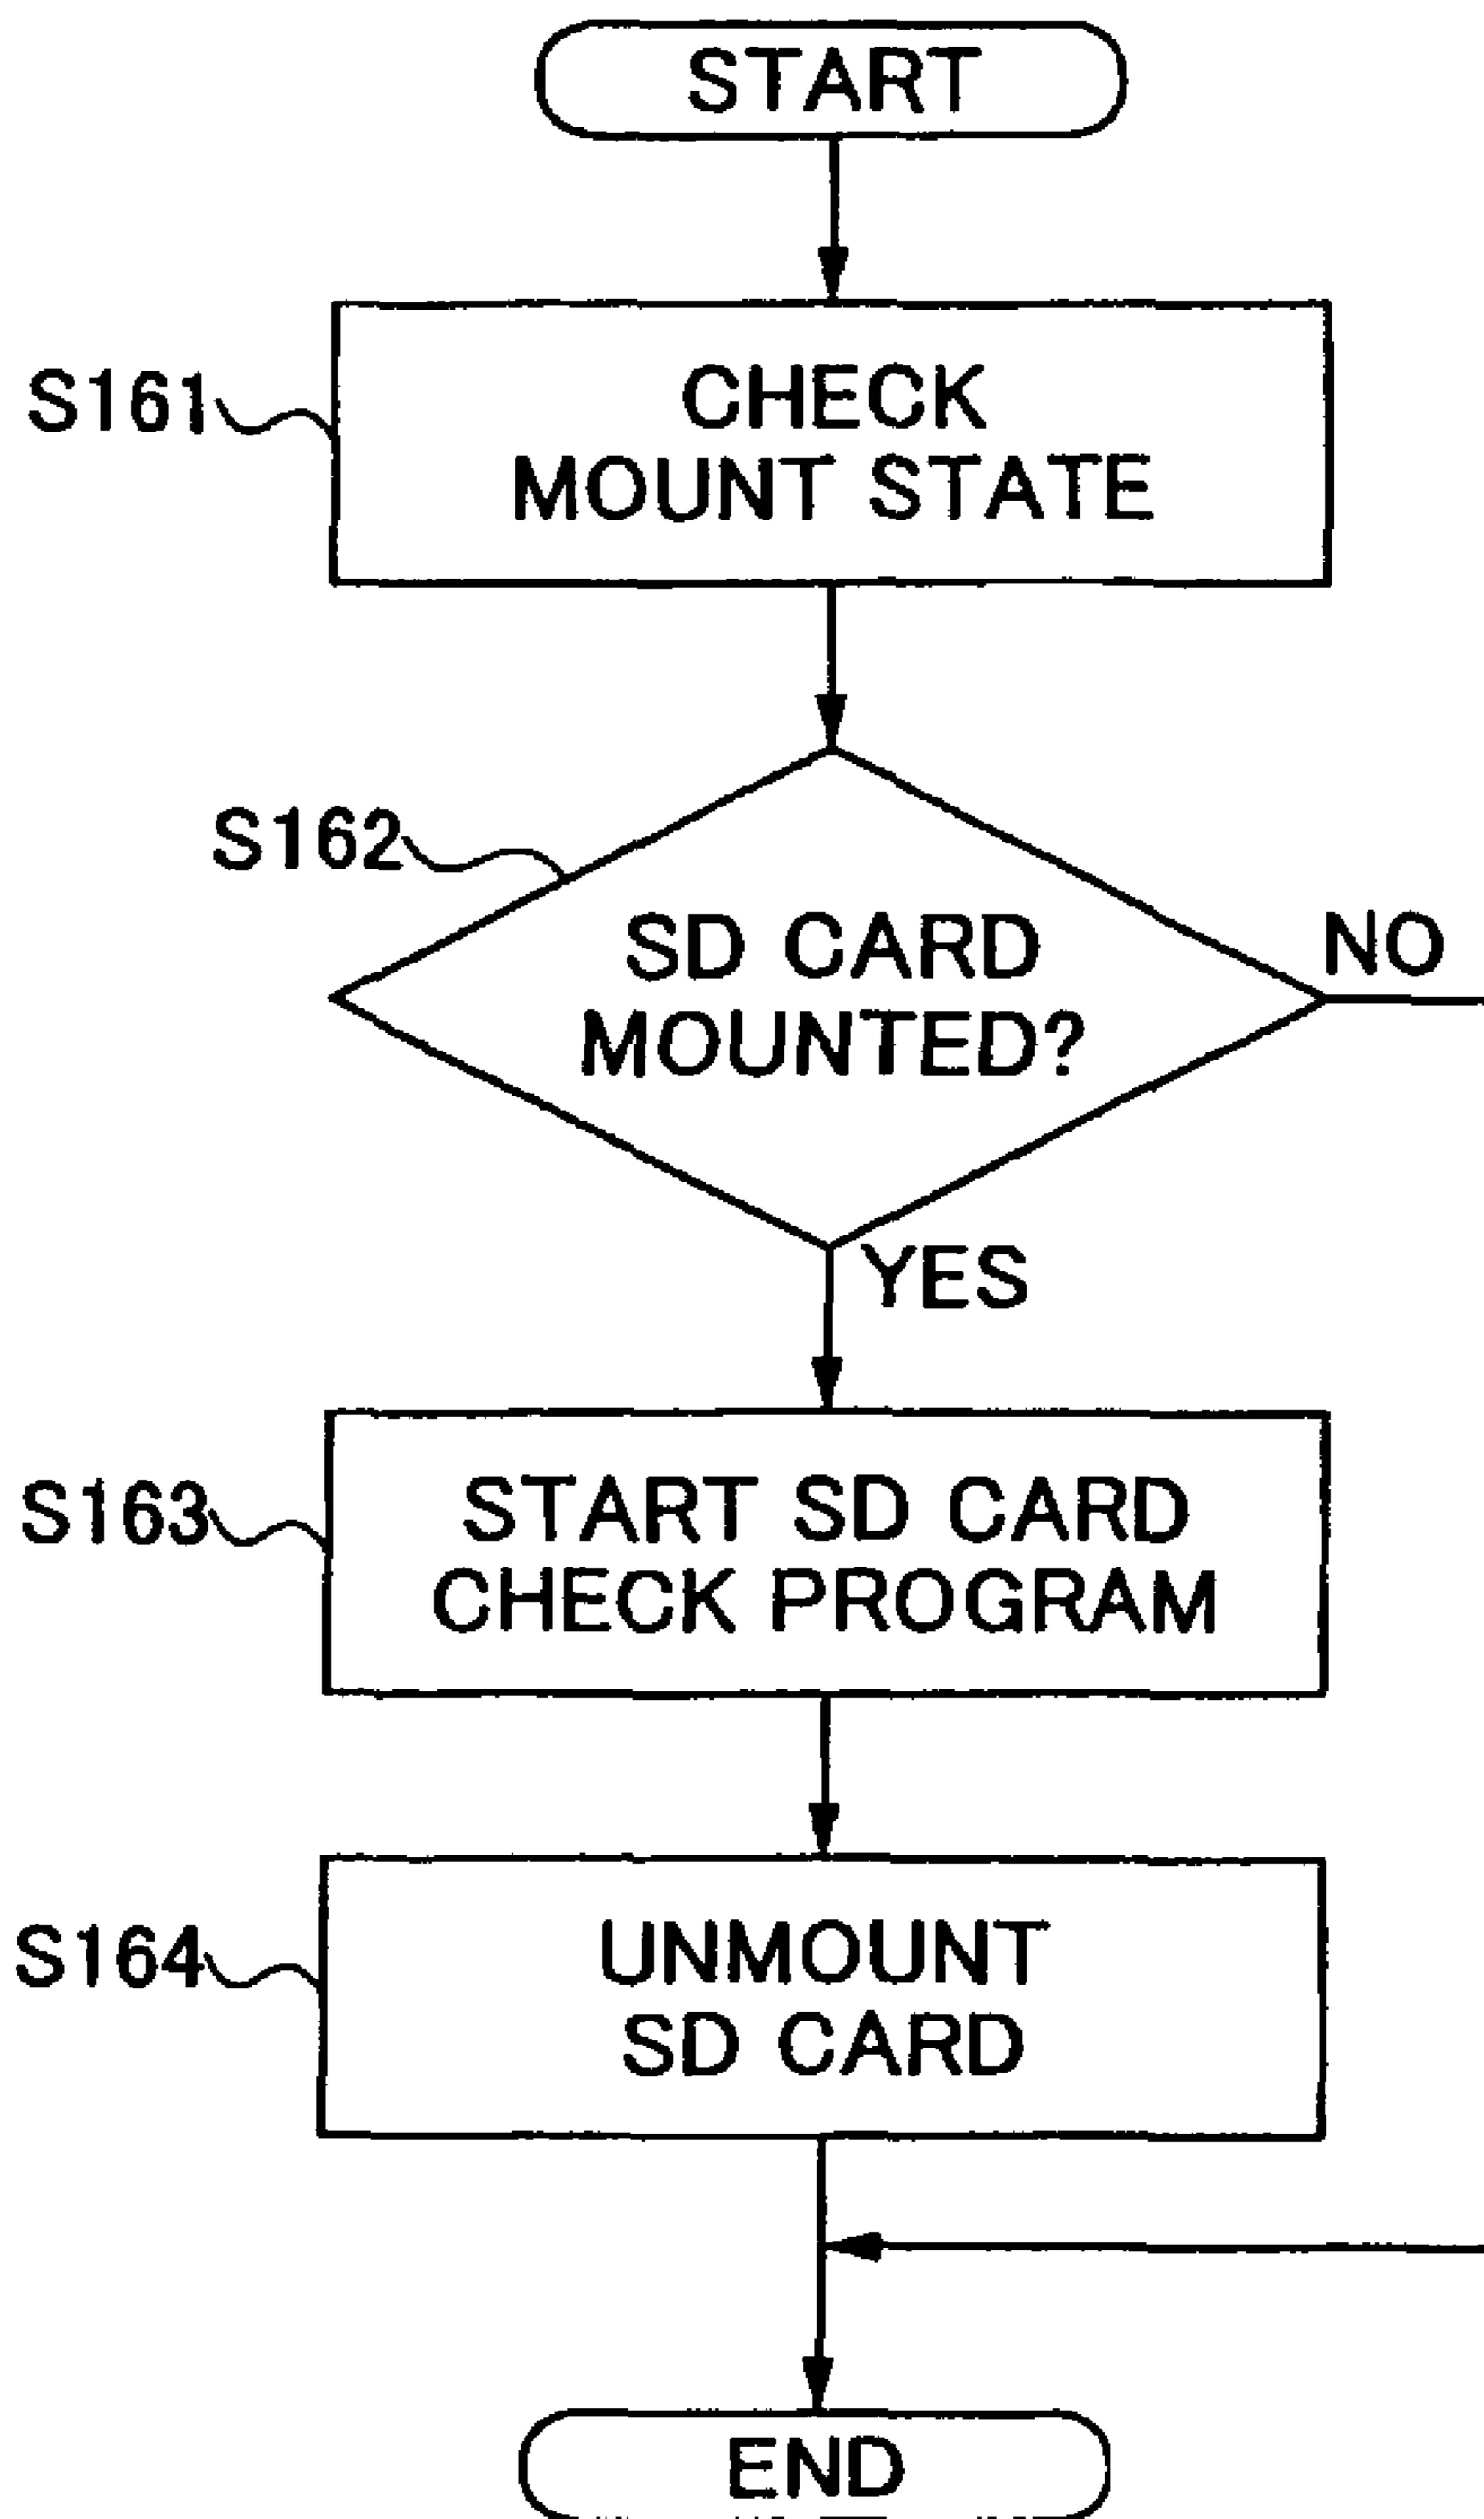 START
S161
CHECK
MOUNT STATE
S162
SD CARD
MOUNTED?
NO
YES
S163
START SD CARD
CHECK PROGRAM
S164
UNMOUNT
SD CARD
END